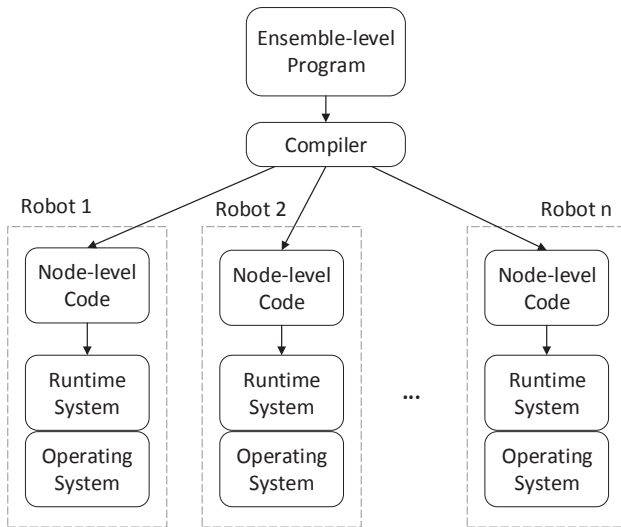 Ensemble-level
Program
Compiler
Robot 1
Robot 2
Robot n
Node-level
Code
Node-level
Code
Node-level
Code
Runtime
System
Runtime
System
...
Runtime
System
Operating
System
Operating
System
Operating
System